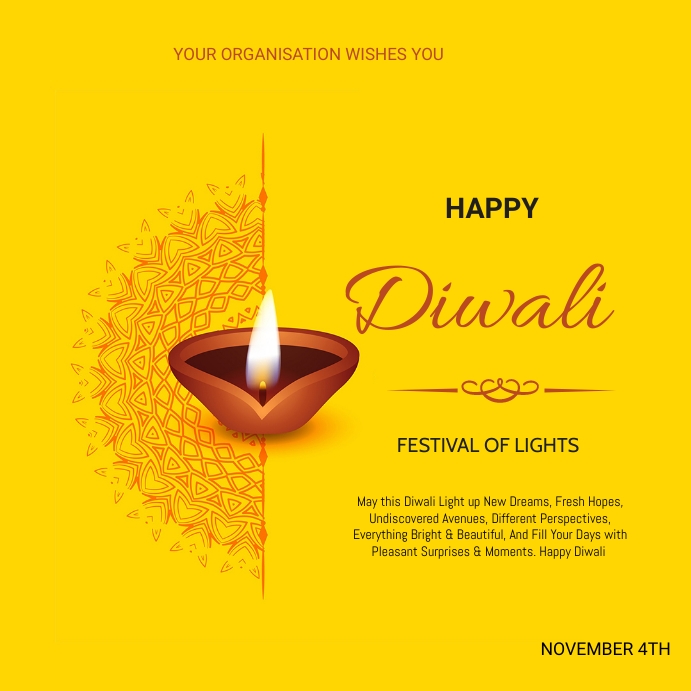 YOUR ORGANISATION WISHES YOU
HAPPY
Diwali
FESTIVAL OF LIGHTS
May this Diwali Light up New Dreams, Fresh Hopes,
Undiscovered Avenues, Different Perspectives,
Everything Bright & Beautiful, And Fill Your Days with
Pleasant Surprises & Moments. Happy Diwali
NOVEMBER 4TH